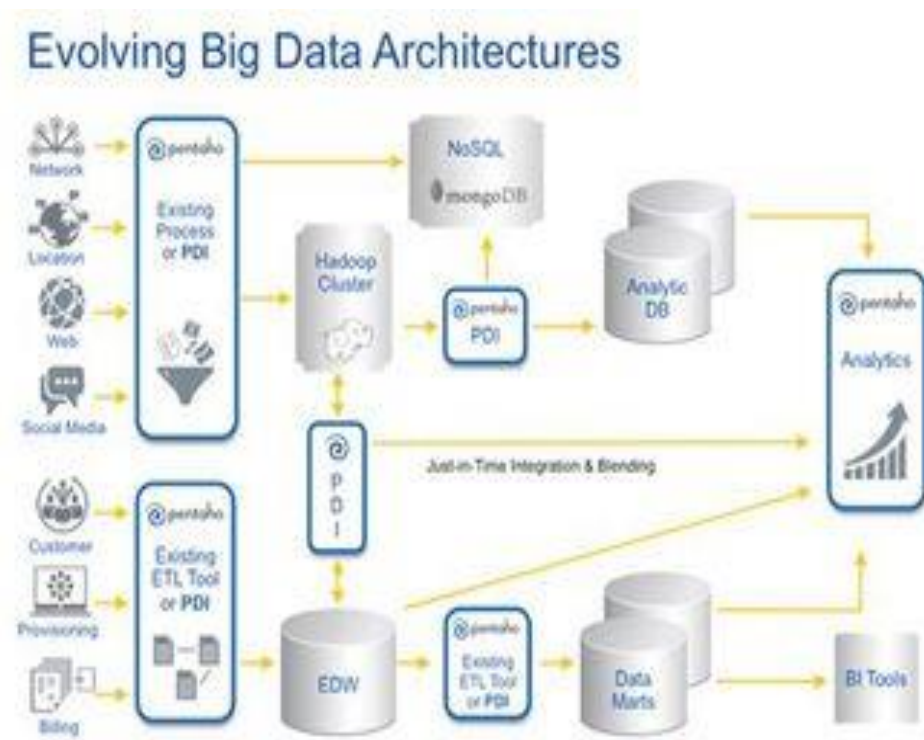 Evolving Big Data Architectures
Network
Location
Web
Social Media
pentaho
Existing
Process
or PDI
Hadoop
Cluster
NoSQL
mongoDB
pentaho
PDI
Analytic
DB
pentaho
Analytics
P
D
I
Just-in-Time Integration & Blending
Customer
Provisioning
Billing
pentaho
Existing
ETL Tool
or PDI
EDW
pentaho
Existing
ETL Tool
or PDI
Data
Marts
BI Tools